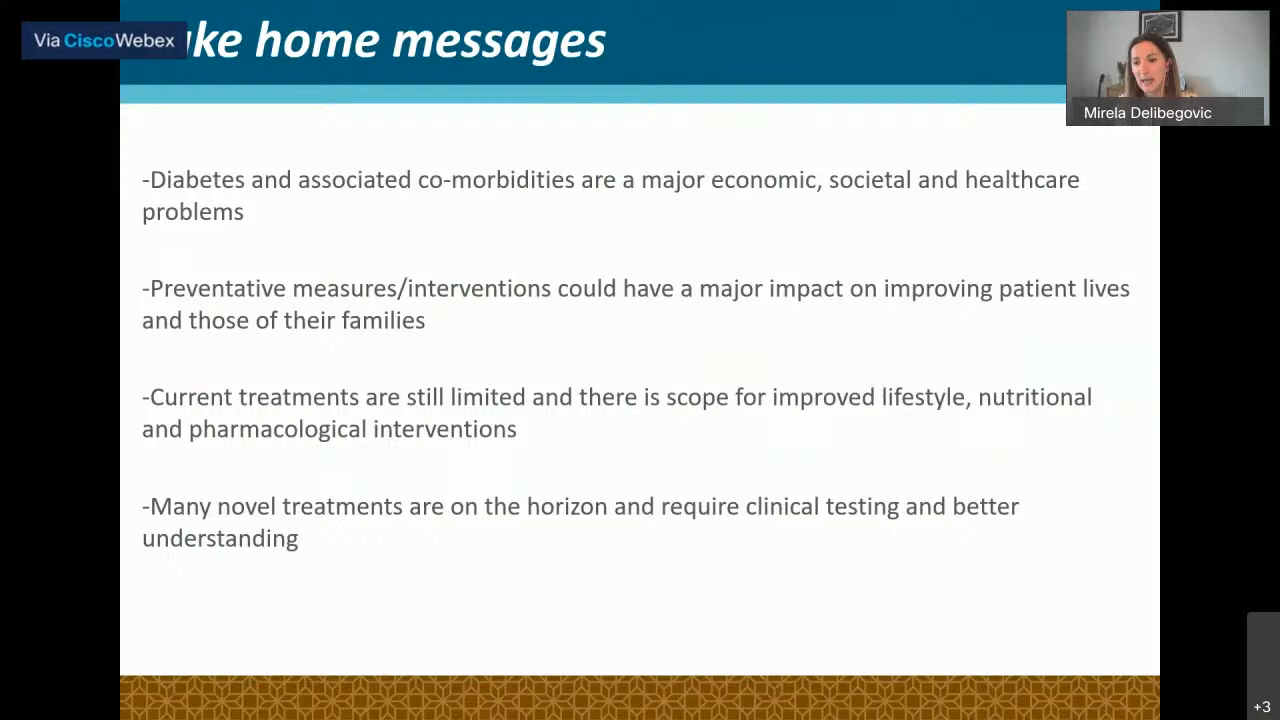 Via CiscoWebex
ake home messages
Mirela Delibegovic
-Diabetes and associated co-morbidities are a major economic, societal and healthcare
problems
-Preventative measures/interventions could have a major impact on improving patient lives
and those of their families
-Current treatments are still limited and there is scope for improved lifestyle, nutritional
and pharmacological interventions
-Many novel treatments are on the horizon and require clinical testing and better
understanding
+3